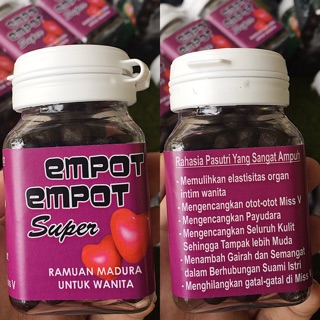 empot
empot
Super
RAMUAN MADURA
UNTUK WANITA
Rahasia Pasutri Yang Sangat Ampuh
- Memulihkan elastisitas organ
intim wanita
- Mengencangkan otot-otot Miss V
- Mengencangkan Payudara
- Mengencangkan Seluruh Kulit
Sehingga Tampak lebih Muda
- Menambah Gairah dan Semangat
dalam Berhubungan Suami Istri
- Menghilangkan gatal-gatal di Miss